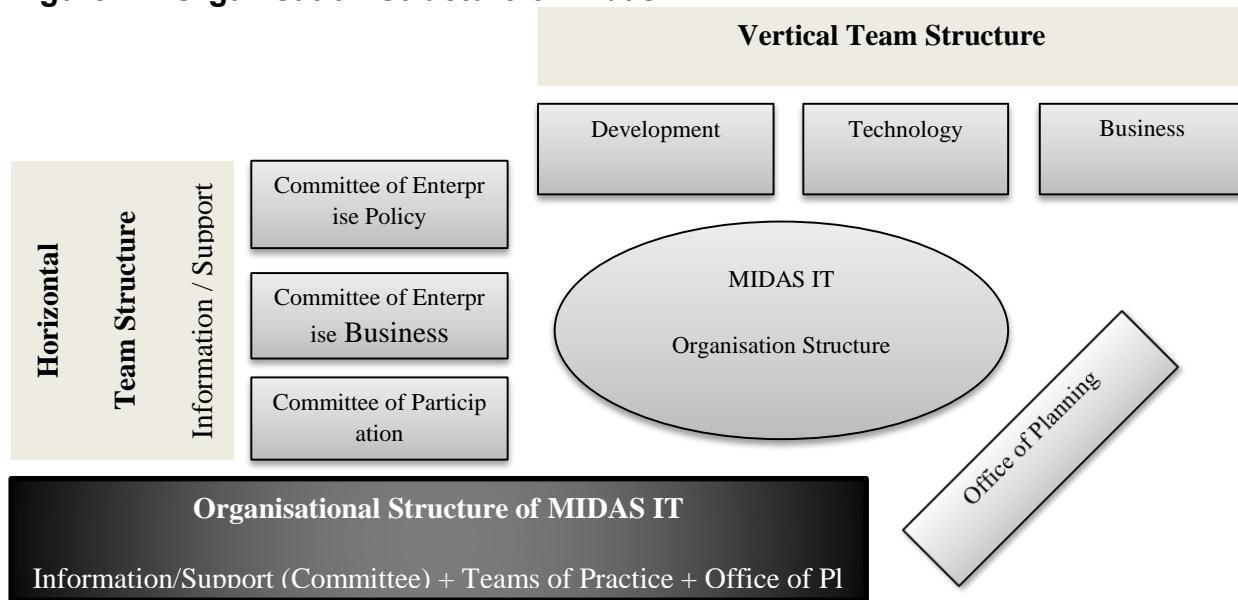 Vertical Team Structure
Development
Technology
Business
Horizontal
Team Structure
Information / Support
Committee of Enterpr
ise Policy
Committee of Enterpr
ise Business
Committee of Particip
ation
MIDAS IT
Organisation Structure
Office of Planning
Organisational Structure of MIDAS IT
Information/Support (Committee) + Teams of Practice + Office of Pl